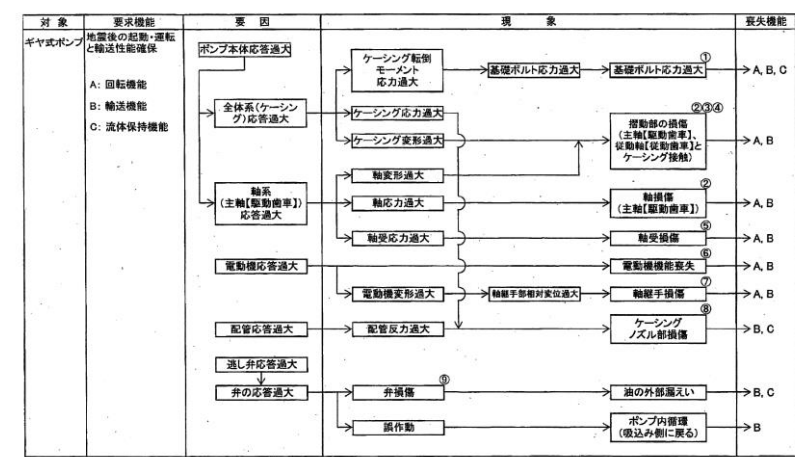 対 象
要求機能
要 因
現 象
喪失機能
ギヤ式ポンプ
地震後の起動・運転
と輸送性能確保
A: 回転機能
B: 輸送機能
C: 流体保持機能
ポンプ本体応答過大
ケーシング転倒
モーメント
応力過大
基礎ボルト応力過大
①
基礎ボルト応力過大
A, B, C
全体系(ケーシン
グ)応答過大
ケーシング応力過大
ケーシング変形過大
②③④
摺動部の損傷
(主軸【駆動歯車】、
従動軸【従動歯車】と
ケーシング接触)
A, B
軸系
(主軸【駆動歯車】)
応答過大
軸変形過大
軸応力過大
②
軸損傷
(主軸【駆動歯車】)
A, B
軸受応力過大
⑤
軸受損傷
A, B
電動機応答過大
⑥
電動機機能喪失
A, B
電動機変形過大
軸継手部相対変位過大
⑦
軸継手損傷
A, B
配管応答過大
配管反力過大
⑧
ケーシング
ノズル部損傷
B, C
逃し弁応答過大
弁の応答過大
⑨
弁損傷
油の外部漏えい
B, C
誤作動
ポンプ内循環
(吸込み側に戻る)
B